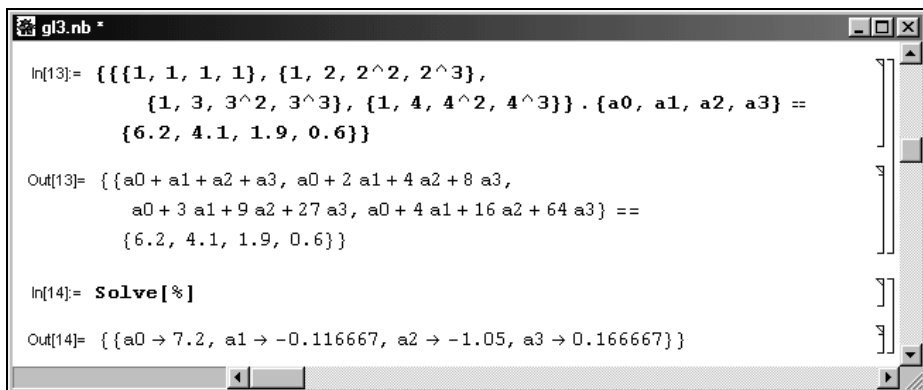 gl3.nb *
In[13]:= {{{1, 1, 1, 1}, {1, 2, 2^2, 2^3},
{1, 3, 3^2, 3^3}, {1, 4, 4^2, 4^3}} . {a0, a1, a2, a3} ==
{6.2, 4.1, 1.9, 0.6}}
Out[13]= {{a0 + a1 + a2 + a3, a0 + 2 a1 + 4 a2 + 8 a3,
a0 + 3 a1 + 9 a2 + 27 a3, a0 + 4 a1 + 16 a2 + 64 a3} ==
{6.2, 4.1, 1.9, 0.6}}
In[14]:= Solve[%]
Out[14]= {{a0 → 7.2, a1 → -0.116667, a2 → -1.05, a3 → 0.166667}}